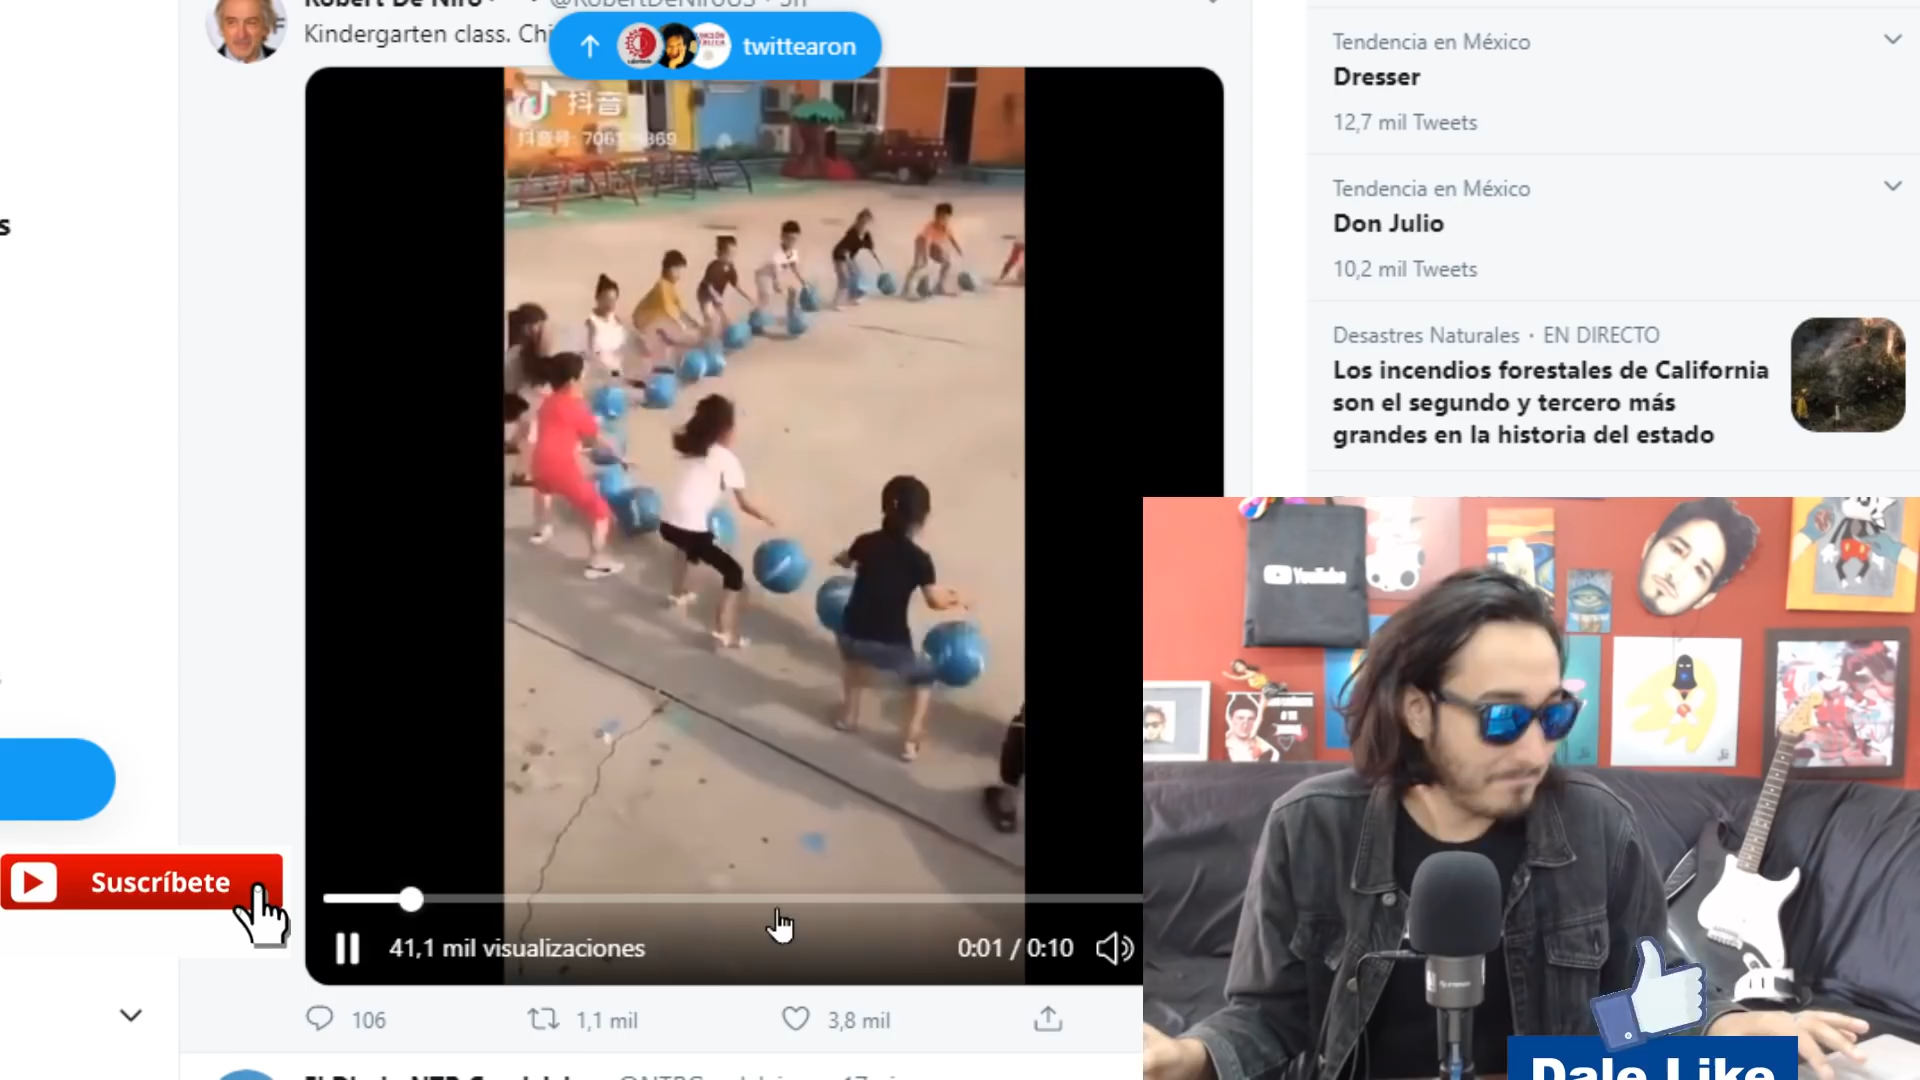 Kindergarten class.
twittearon
抖音
s
Suscríbete
41,1 mil visualizaciones
0:01 / 0:10
106
1,1 mil
3,8 mil
Tendencia en México
Dresser
12,7 mil Tweets
Tendencia en México
Don Julio
10,2 mil Tweets
Desastres Naturales · EN DIRECTO
Los incendios forestales de California
son el segundo y tercero más
grandes en la historia del estado
YouTube
Dale Like